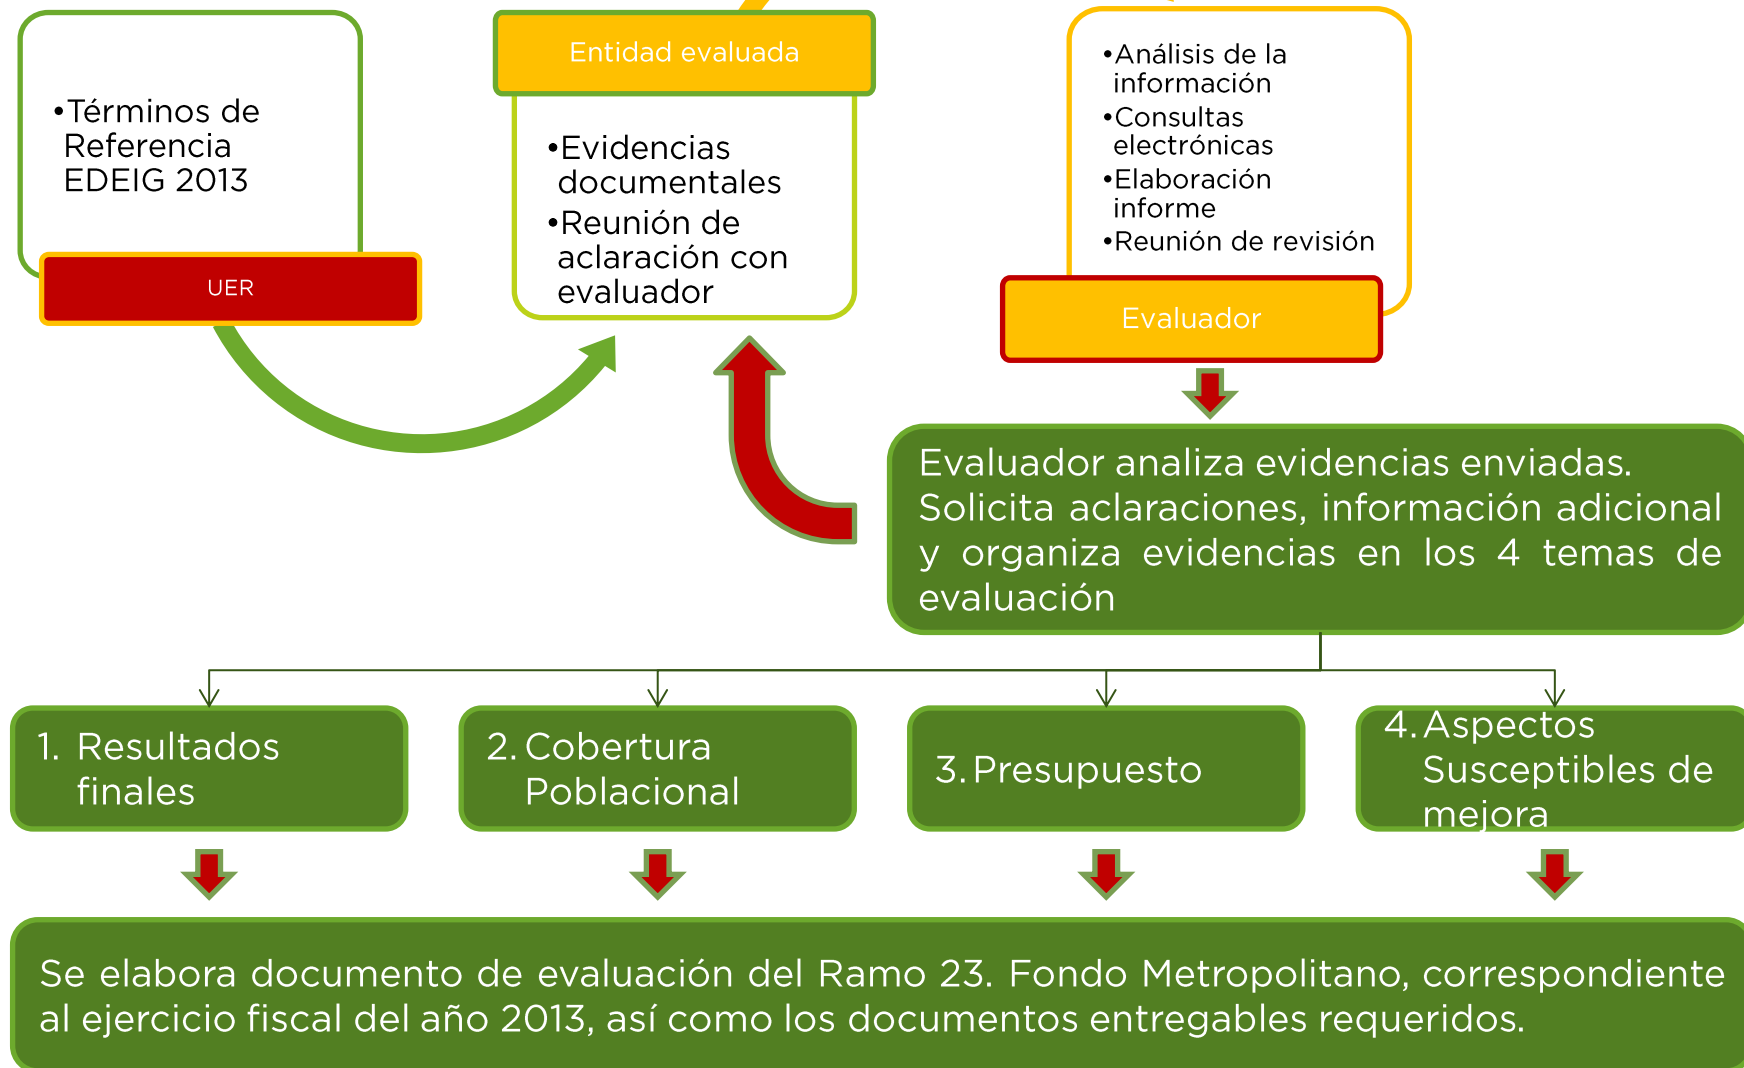 •Términos de
Referencia
EDEIG 2013
UER
Entidad evaluada
•Evidencias
documentales
•Reunión de
aclaración con
evaluador
•Análisis de la
información
•Consultas
electrónicas
•Elaboración
informe
•Reunión de revisión
Evaluador
Evaluador analiza evidencias enviadas.
Solicita aclaraciones, información adicional
y organiza evidencias en los 4 temas de
evaluación
1. Resultados
finales
2. Cobertura
Poblacional
3. Presupuesto
4. Aspectos
Susceptibles de
mejora
Se elabora documento de evaluación del Ramo 23. Fondo Metropolitano, correspondiente
al ejercicio fiscal del año 2013, así como los documentos entregables requeridos.